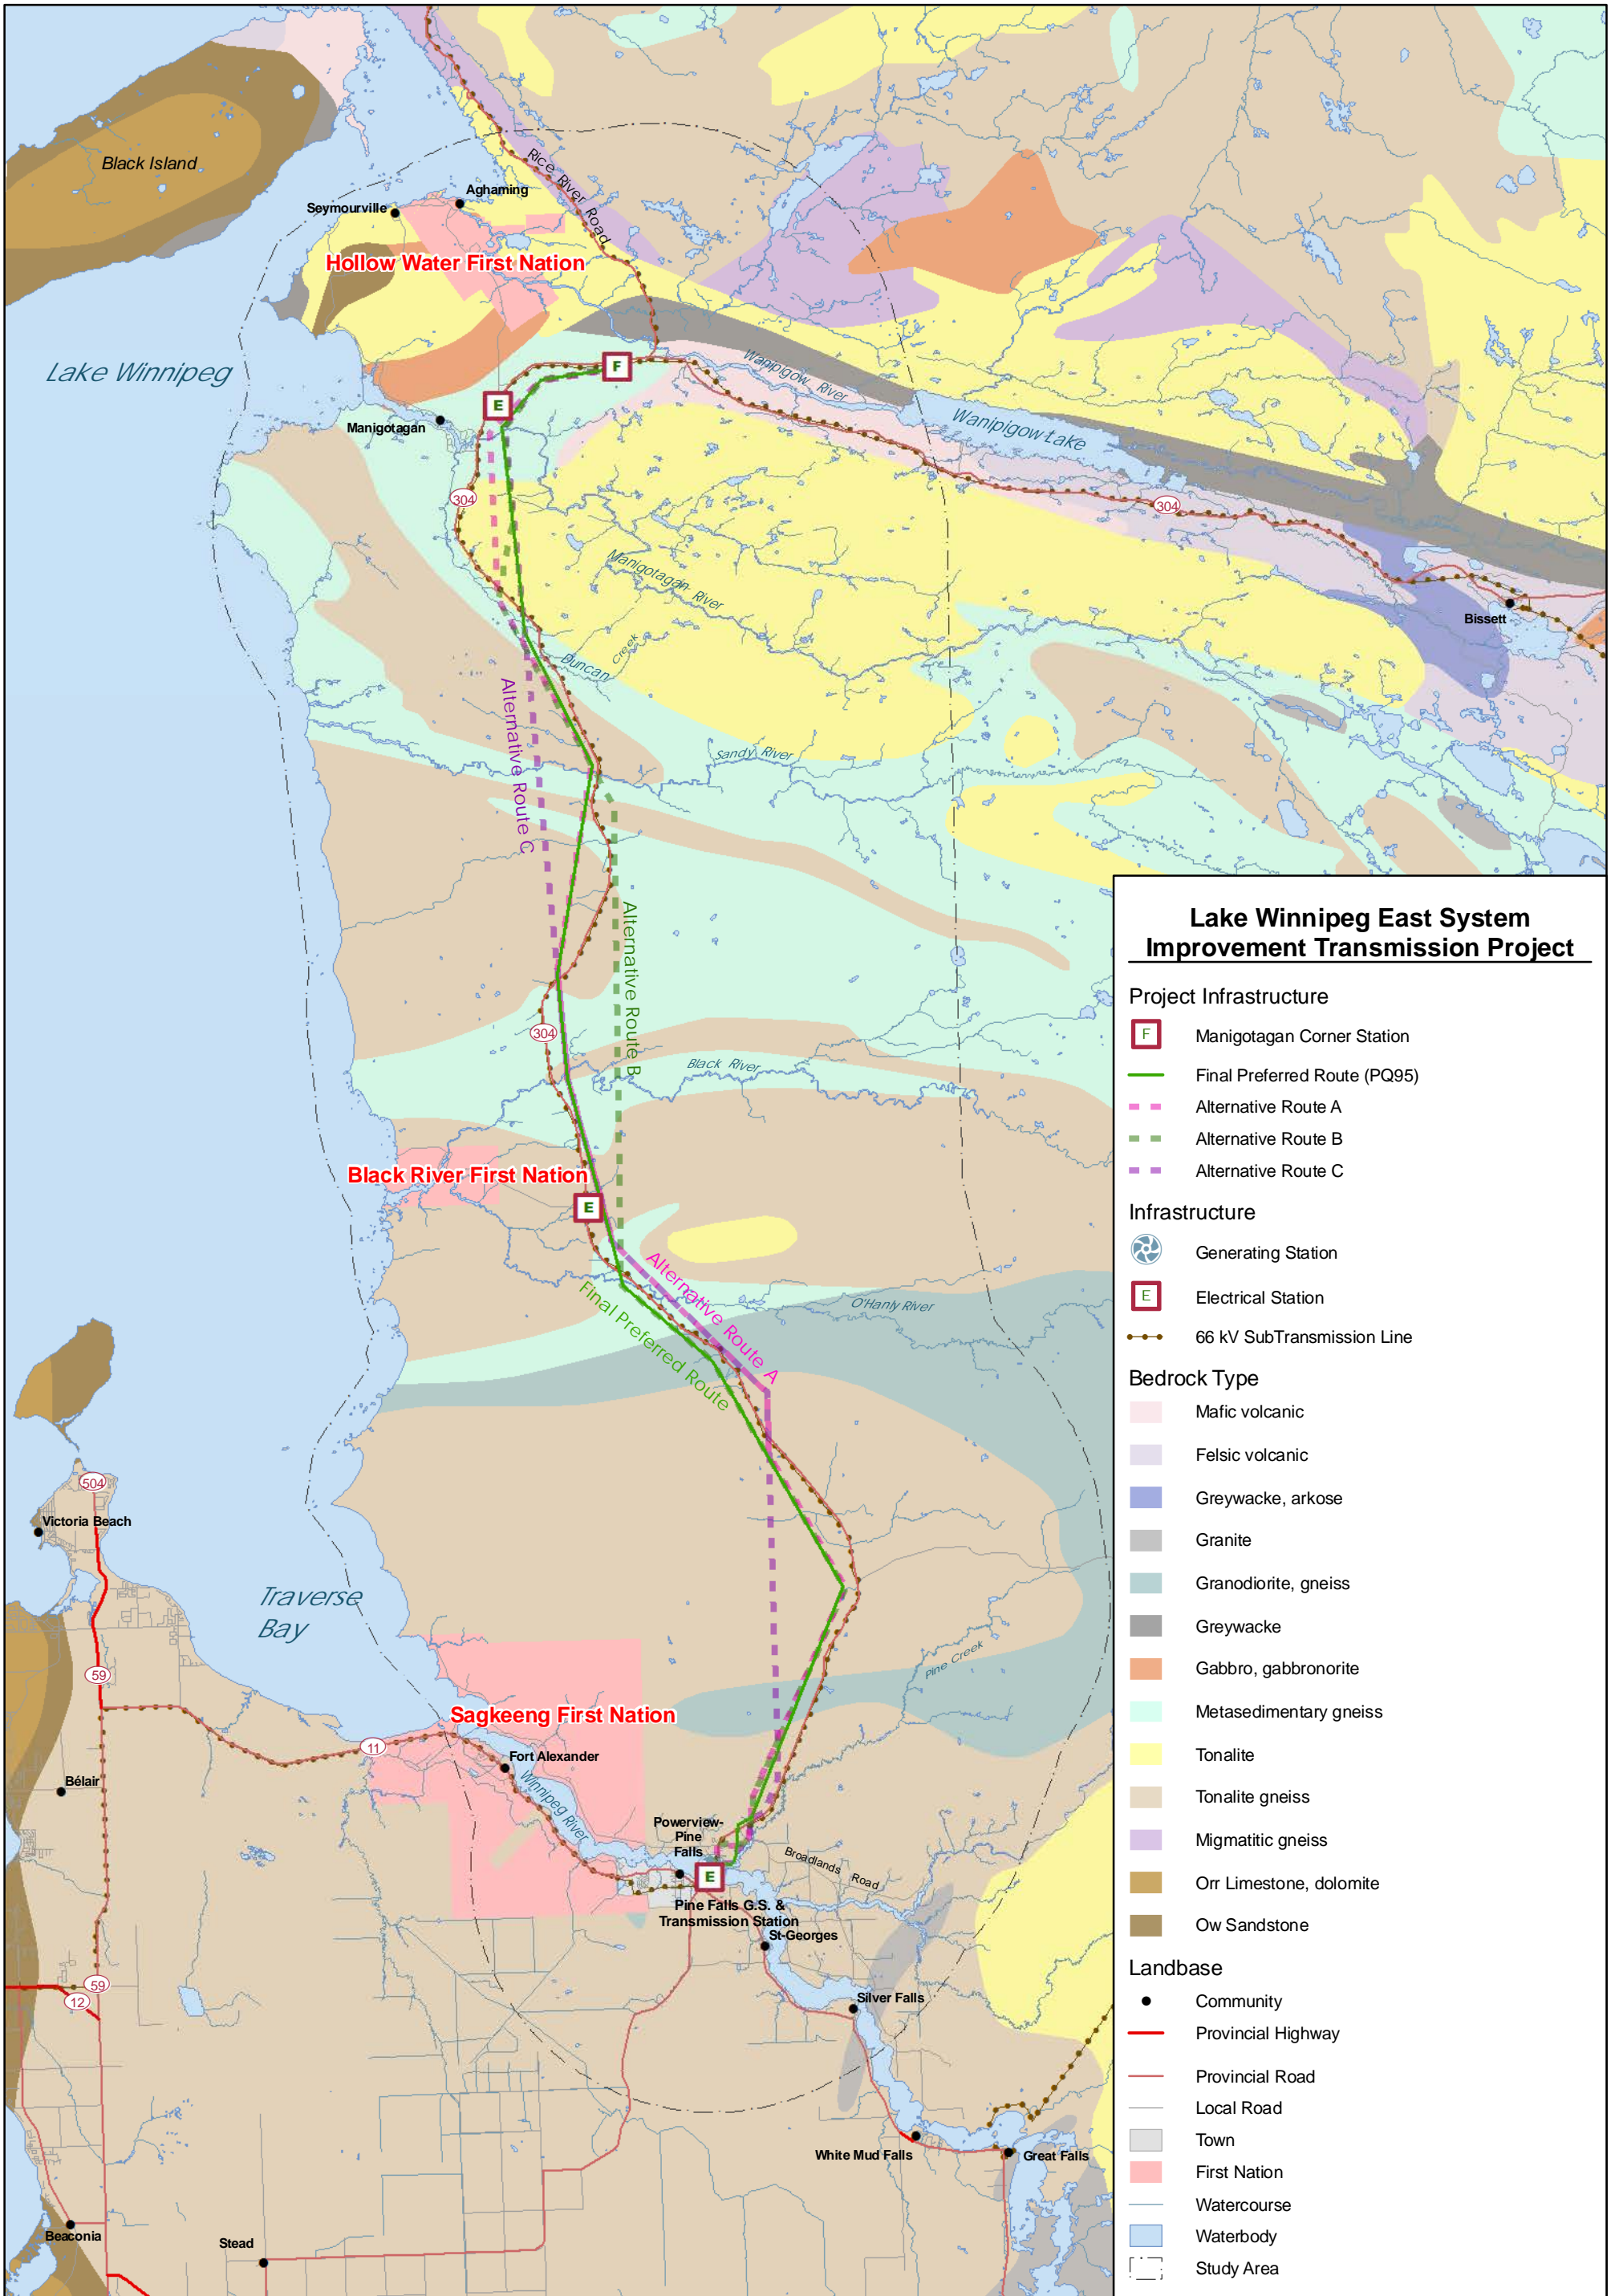 Black Island
Aghaming
Seymourville
Rice River Road
Hollow Water First Nation
Lake Winnipeg
F
Wanipigow River
E
Manigotagan
Wanipigow Lake
304
304
Manigotagan River
Bissett
Duncan Creek
Alternative Route C
Sandy River
Alternative Route B
304
Black River
Black River First Nation
E
Alternative Route A
Final Preferred Route
O'Hanly River
504
Victoria Beach
Traverse
Bay
59
Pine Creek
Sagkeeng First Nation
11
Fort Alexander
Bélair
Winnipeg River
Powerview-
Pine
Falls
Broadlands Road
E
Pine Falls G.S. &
Transmission Station
St-Georges
59
12
Silver Falls
White Mud Falls
Great Falls
Beaconia
Stead
Lake Winnipeg East System
Improvement Transmission Project
Project Infrastructure
F Manigotagan Corner Station
Final Preferred Route (PQ95)
Alternative Route A
Alternative Route B
Alternative Route C
Infrastructure
Generating Station
E Electrical Station
66 kV SubTransmission Line
Bedrock Type
Mafic volcanic
Felsic volcanic
Greywacke, arkose
Granite
Granodiorite, gneiss
Greywacke
Gabbro, gabbronorite
Metasedimentary gneiss
Tonalite
Tonalite gneiss
Migmatitic gneiss
Orr Limestone, dolomite
Ow Sandstone
Landbase
Community
Provincial Highway
Provincial Road
Local Road
Town
First Nation
Watercourse
Waterbody
Study Area